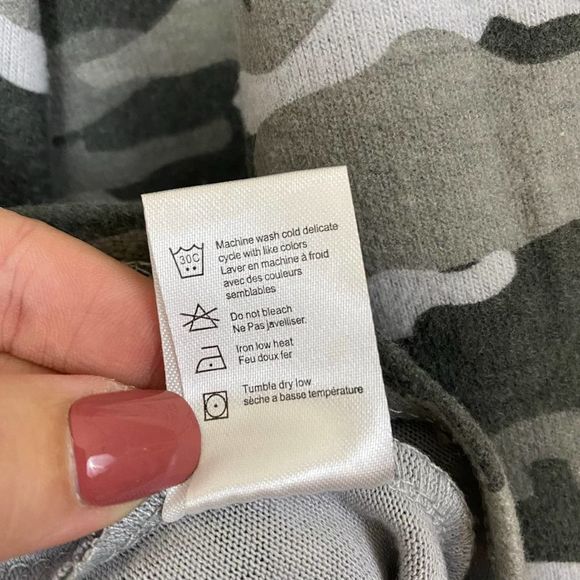 30C
Machine wash cold delicate
cycle with like colors
Laver en machine à froid
avec des couleurs
semblables
Do not bleach
Ne Pas javelliser.
Iron low heat
Feu doux fer
Tumble dry low
sèche a basse température